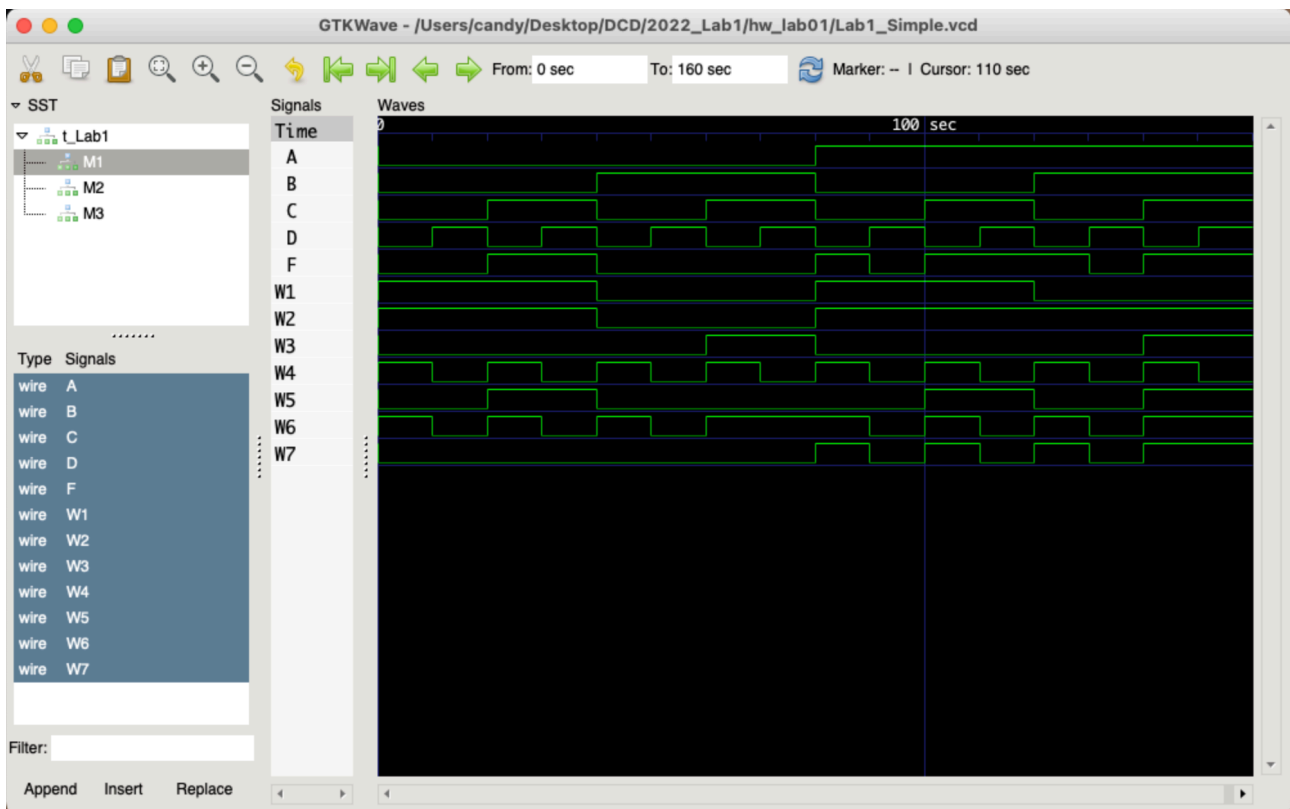 GTKWave - /Users/candy/Desktop/DCD/2022_Lab1/hw_lab01/Lab1_Simple.vcd
From: 0 sec To: 160 sec Marker: -- | Cursor: 110 sec
SST
t_Lab1
M1
M2
M3
Type Signals
wire A
wire B
wire C
wire D
wire F
wire W1
wire W2
wire W3
wire W4
wire W5
wire W6
wire W7
Filter:
Append Insert Replace
Signals
Time
A
B
C
D
F
W1
W2
W3
W4
W5
W6
W7
Waves
0 100 sec